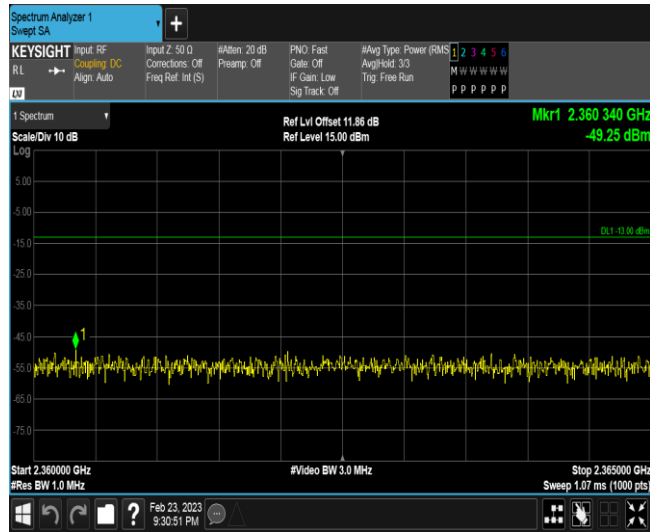 Spectrum Analyzer 1
Swept SA
+
KEYSIGHT
RL
LXI
Input: RF
Coupling: DC
Align: Auto
Input Z: 50 Ω
Corrections: Off
Freq Ref: Int (S)
#Atten: 20 dB
Preamp: Off
PNO: Fast
Gate: Off
IF Gain: Low
Sig Track: Off
#Avg Type: Power (RMS
Avg|Hold: 3/3
Trig: Free Run
1 2 3 4 5 6
M W W W W W
P P P P P P
1 Spectrum
Scale/Div 10 dB
Log
Ref Lvl Offset 11.86 dB
Ref Level 15.00 dBm
Mkr1 2.360 340 GHz
-49.25 dBm
5.00
-5.00
DL1 -13.00 dBm
-15.0
-25.0
-35.0
-45.0
1
-55.0
-65.0
-75.0
Start 2.360000 GHz
#Video BW 3.0 MHz
Stop 2.365000 GHz
#Res BW 1.0 MHz
Sweep 1.07 ms (1000 pts)
?
Feb 23, 2023
9:30:51 PM